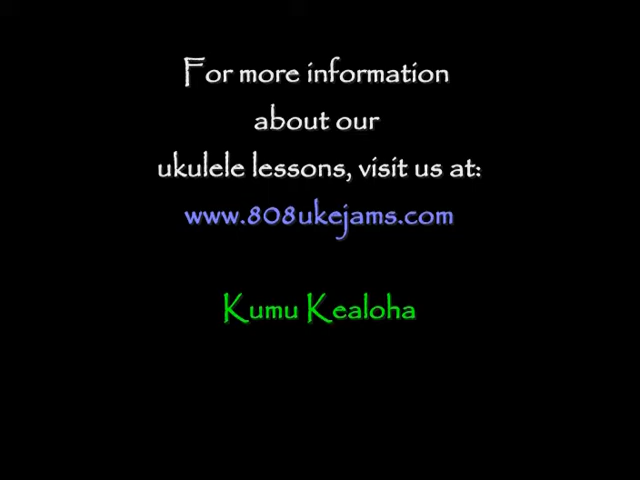 For more information
about our
ukulele lessons, visit us at:
www.808ukejams.com
Kumu Kealoha